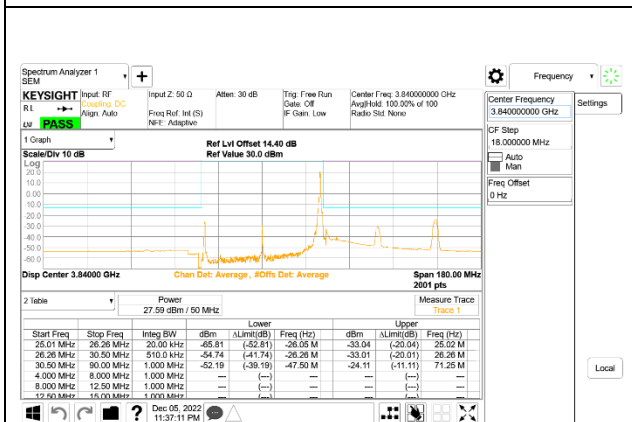 Spectrum Analyzer 1
SEM
Frequency
KEYSIGHT Input: RF Input Z: 50 Ω Atten: 30 dB Trig: Free Run Center Freq: 3.840000000 GHz
RL Coupling: DC Gate: Off Avg|Hold: 100.00% of 100
Align: Auto Freq Ref: Int (S) IF Gain: Low Radio Std: None
PASS NFE: Adaptive
Center Frequency
3.840000000 GHz
Settings
CF Step
18.000000 MHz
Auto
Man
Freq Offset
0 Hz
1 Graph
Scale/Div 10 dB
Ref Lvl Offset 14.40 dB
Ref Value 30.0 dBm
Log
20.0
10.0
0.00
-10.0
-20.0
-30.0
-40.0
-50.0
-60.0
Disp Center 3.84000 GHz Chan Det: Average , #Offs Det: Average Span 180.00 MHz
2001 pts
2 Table
Power
27.59 dBm / 50 MHz
Measure Trace
Trace 1
Lower Upper
Start Freq Stop Freq Integ BW dBm ΔLimit(dB) Freq (Hz) dBm ΔLimit(dB) Freq (Hz)
25.01 MHz 26.26 MHz 20.00 kHz -65.81 (-52.81) -26.05 M -33.04 (-20.04) 25.02 M
26.26 MHz 30.50 MHz 510.0 kHz -54.74 (-41.74) -26.26 M -33.01 (-20.01) 26.26 M
30.50 MHz 90.00 MHz 1.000 MHz -52.19 (-39.19) -47.50 M -24.11 (-11.11) 71.25 M
4.000 MHz 8.000 MHz 1.000 MHz --- (---) --- --- (---) ---
8.000 MHz 12.50 MHz 1.000 MHz --- (---) --- --- (---) ---
12.50 MHz 15.00 MHz 1.000 MHz --- (---) --- --- (---) ---
Local
Dec 05, 2022
11:37:11 PM